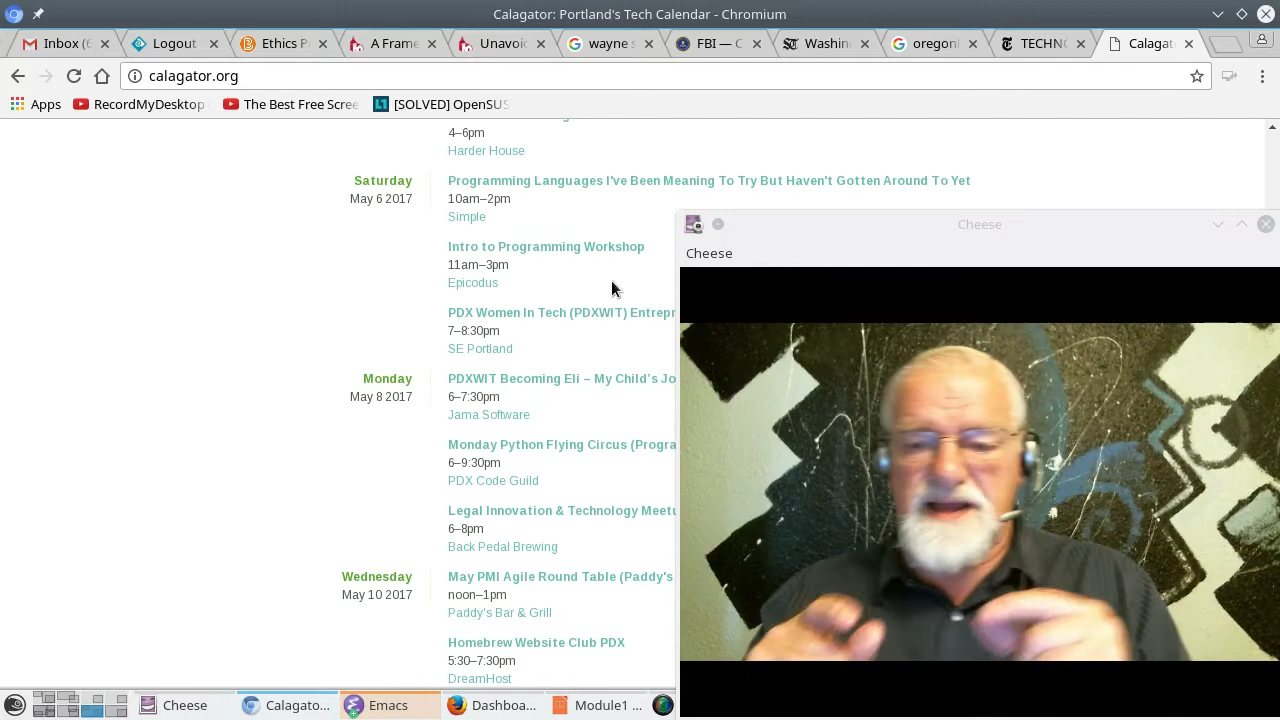 Calagator: Portland's Tech Calendar - Chromium
Inbox (6
Logout
Ethics P
A Frame
Unavoic
wayne s
FBI — C
Washin
oregonl
TECHNO
Calagat
calagator.org
Apps
RecordMyDesktop
The Best Free Scree
[SOLVED] OpenSUS
4–6pm
Harder House
Saturday
May 6 2017
Programming Languages I've Been Meaning To Try But Haven't Gotten Around To Yet
10am–2pm
Simple
Intro to Programming Workshop
11am–3pm
Epicodus
PDX Women In Tech (PDXWIT) Entepr
7–8:30pm
SE Portland
Monday
May 8 2017
PDXWIT Becoming Eli – My Child's Jo
6–7:30pm
Jama Software
Monday Python Flying Circus (Progra
6–9:30pm
PDX Code Guild
Legal Innovation & Technology Meetu
6–8pm
Back Pedal Brewing
Wednesday
May 10 2017
May PMI Agile Round Table (Paddy's
noon–1pm
Paddy's Bar & Grill
Homebrew Website Club PDX
5:30–7:30pm
DreamHost
Cheese
Cheese
Cheese
Calagato...
Emacs
Dashboa...
Module1 ...